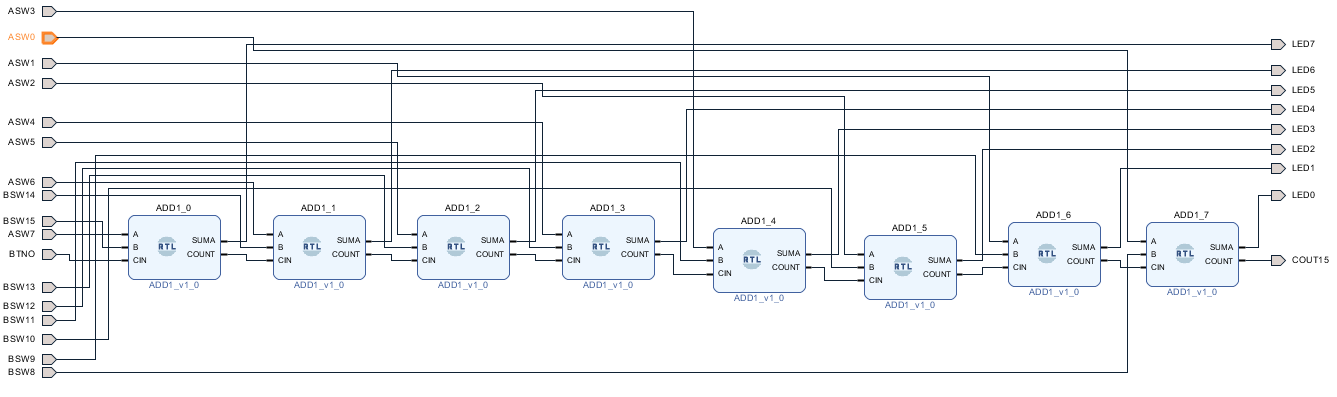 ASW3
ASW0
ASW1
ASW2
ASW4
ASW5
ASW6
BSW14
BSW15
ASW7
BTNO
BSW13
BSW12
BSW11
BSW10
BSW9
BSW8
ADD1_0
A
B
CIN
RTL
SUMA
COUNT
ADD1_v1_0
ADD1_1
A
B
CIN
RTL
SUMA
COUNT
ADD1_v1_0
ADD1_2
A
B
CIN
RTL
SUMA
COUNT
ADD1_v1_0
ADD1_3
A
B
CIN
RTL
SUMA
COUNT
ADD1_v1_0
ADD1_4
A
B
CIN
RTL
SUMA
COUNT
ADD1_v1_0
ADD1_5
A
B
CIN
RTL
SUMA
COUNT
ADD1_v1_0
ADD1_6
A
B
CIN
RTL
SUMA
COUNT
ADD1_v1_0
ADD1_7
A
B
CIN
RTL
SUMA
COUNT
ADD1_v1_0
LED7
LED6
LED5
LED4
LED3
LED2
LED1
LED0
COUT15